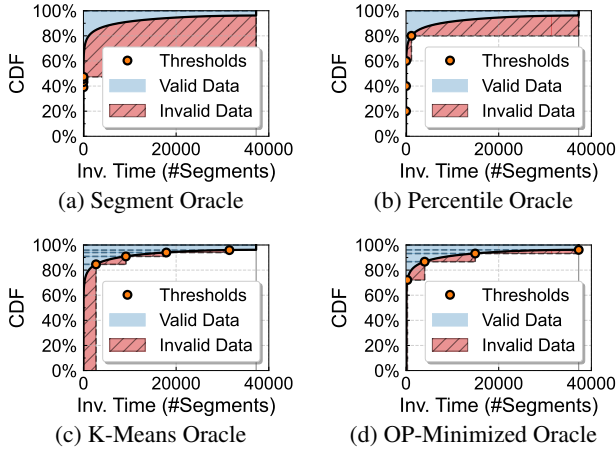 100%
80%
60%
40%
20%
0%
CDF
Thresholds
Valid Data
Invalid Data
0
20000
40000
Inv. Time (#Segments)
(a) Segment Oracle
100%
80%
60%
40%
20%
0%
CDF
Thresholds
Valid Data
Invalid Data
0
20000
40000
Inv. Time (#Segments)
(b) Percentile Oracle
100%
80%
60%
40%
20%
0%
CDF
Thresholds
Valid Data
Invalid Data
0
20000
40000
Inv. Time (#Segments)
(c) K-Means Oracle
100%
80%
60%
40%
20%
0%
CDF
Thresholds
Valid Data
Invalid Data
0
20000
40000
Inv. Time (#Segments)
(d) OP-Minimized Oracle